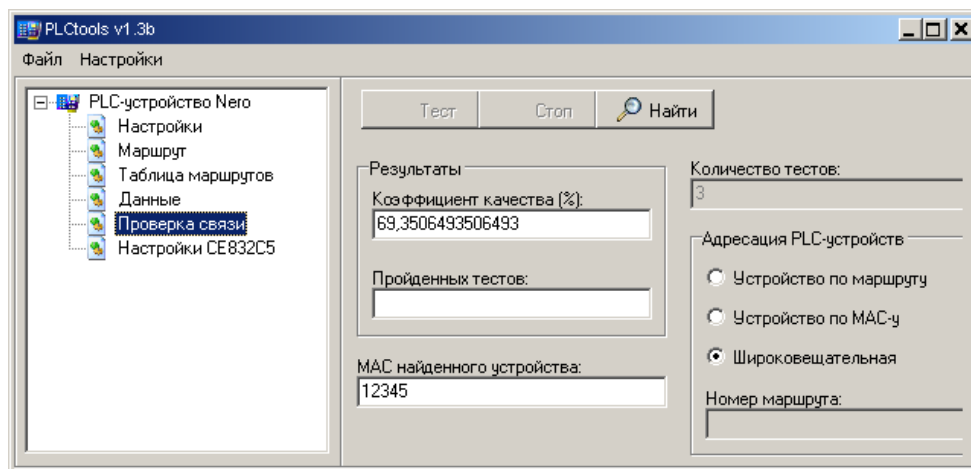 PLCtools v1.3b
Файл Настройки
PLC-устройство Nero
Настройки
Маршрут
Таблица маршрутов
Данные
Проверка связи
Настройки CE832C5
Тест Стоп Найти
Результаты
Коэффициент качества (%):
69,3506493506493
Пройденных тестов:
МАС найденного устройства:
12345
Количество тестов:
3
Адресация PLC-устройств
Устройство по маршруту
Устройство по МАС-у
Широковещательная
Номер маршрута: